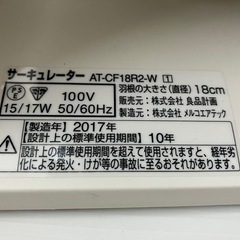 サーキュレーター AT-CF18R2-W 1
PSE 100V 羽根の大きさ(直径)18cm
15/17W 50/60Hz 販売元:株式会社 良品計画
製造元:株式会社 メルコエアテック
【製造年】2017年
【設計上の標準使用期間】10年
設計上の標準使用期間を超えて使用されますと、経年劣
化による発火・けが等の事故に至るおそれがあります。